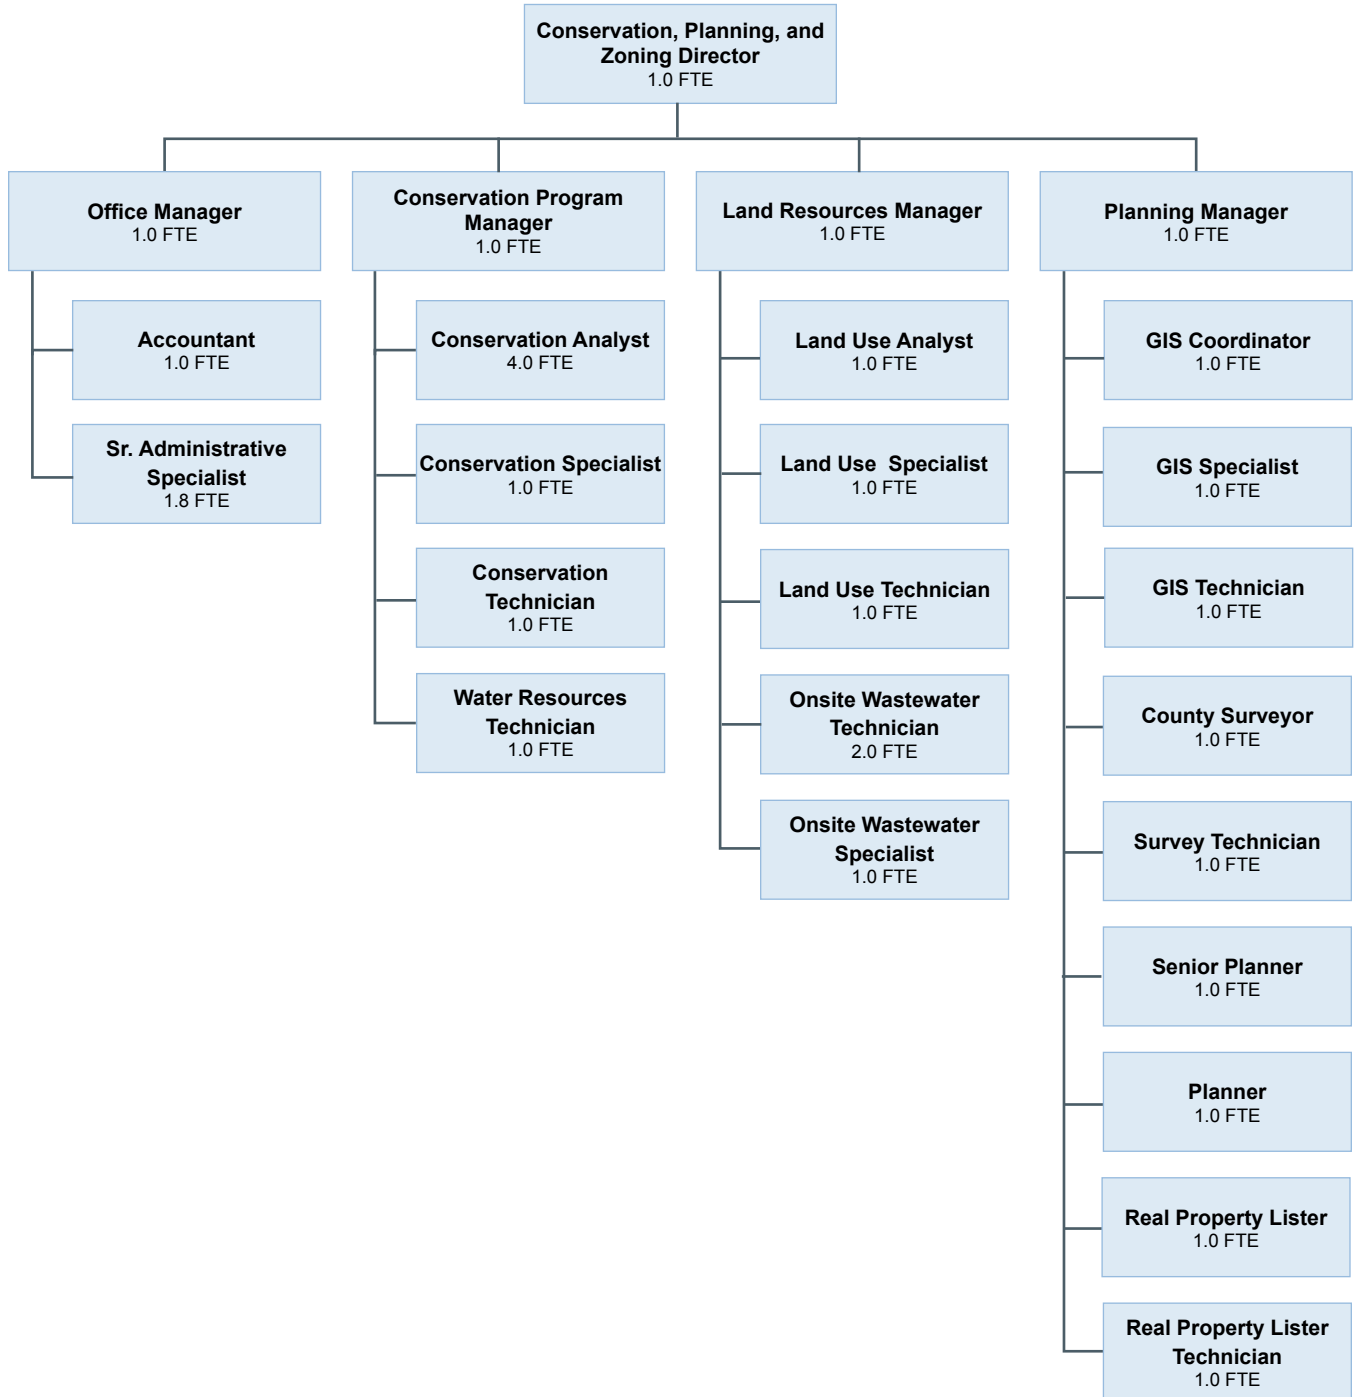 Conservation, Planning, and
Zoning Director
1.0 FTE
Office Manager
1.0 FTE
Accountant
1.0 FTE
Sr. Administrative
Specialist
1.8 FTE
Conservation Program
Manager
1.0 FTE
Conservation Analyst
4.0 FTE
Conservation Specialist
1.0 FTE
Conservation
Technician
1.0 FTE
Water Resources
Technician
1.0 FTE
Land Resources Manager
1.0 FTE
Land Use Analyst
1.0 FTE
Land Use  Specialist
1.0 FTE
Land Use Technician
1.0 FTE
Onsite Wastewater
Technician
2.0 FTE
Onsite Wastewater
Specialist
1.0 FTE
Planning Manager
1.0 FTE
GIS Coordinator
1.0 FTE
GIS Specialist
1.0 FTE
GIS Technician
1.0 FTE
County Surveyor
1.0 FTE
Survey Technician
1.0 FTE
Senior Planner
1.0 FTE
Planner
1.0 FTE
Real Property Lister
1.0 FTE
Real Property Lister
Technician
1.0 FTE